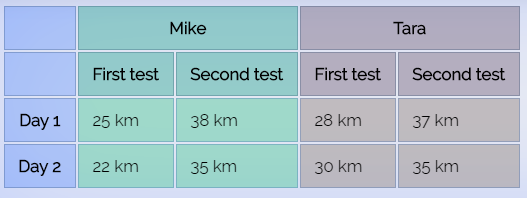 Mike Tara
First test Second test First test Second test
Day 1 25 km 38 km 28 km 37 km
Day 2 22 km 35 km 30 km 35 km